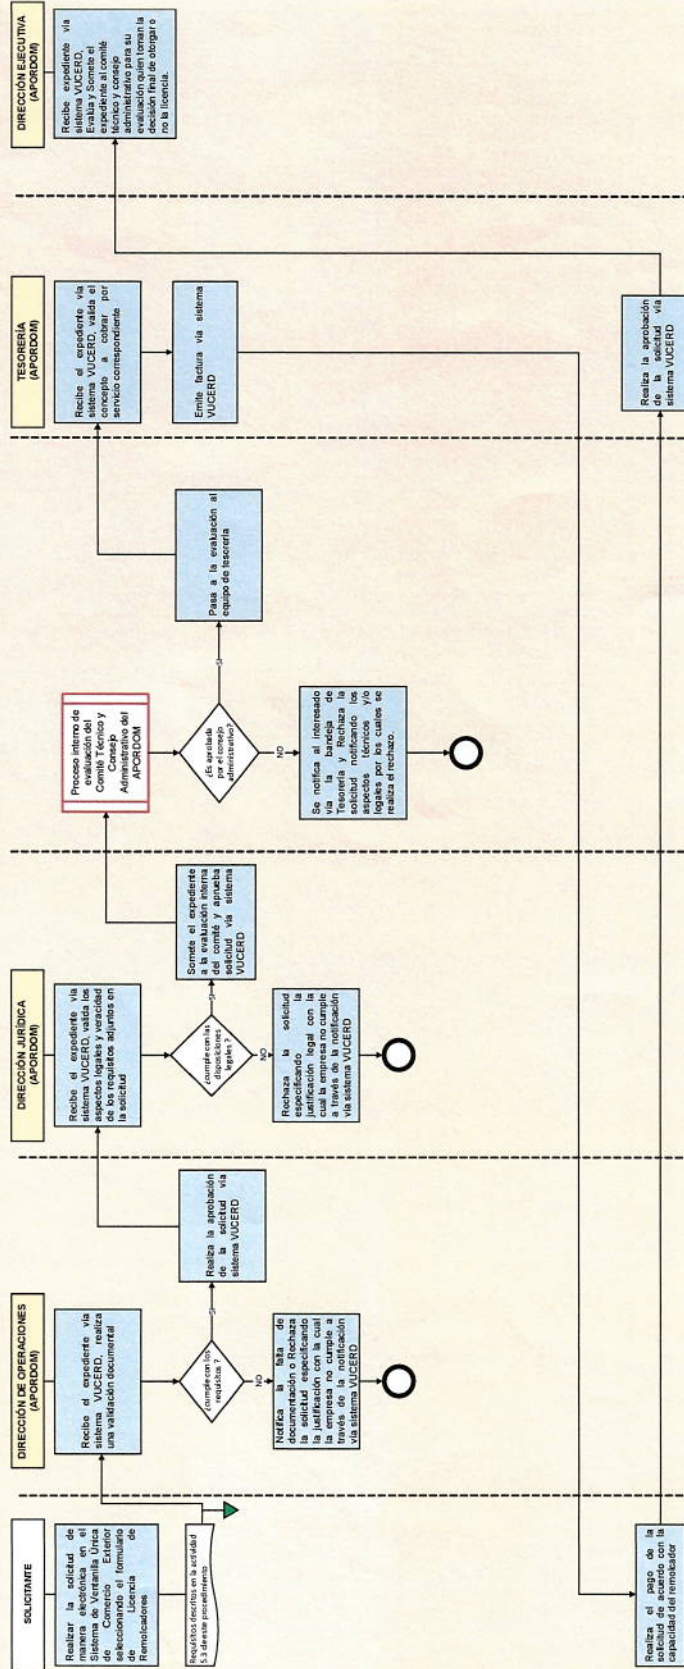 SOLICITANTE
Realizar la solicitud de
manera electrónica en el
Sistema de Ventanilla Única
de Comercio Exterior
seleccionando el formulario
de Licencia de
Remolcadores
Requisitos descritos en la actividad
5.3 de este procedimiento
Realiza el pago de la
solicitud de acuerdo con la
capacidad del remolcador
DIRECCIÓN DE OPERACIONES
(APORDOM)
Recibe el expediente vía
sistema VUCERD, realiza
una validación documental
¿cumple con los
requisitos ?
SI
NO
Realiza la aprobación
de la solicitud vía
sistema VUCERD
Notifica la falta de
documentación o Rechaza
la solicitud especificando
la justificación con la cual
la empresa no cumple a
través de la notificación
vía sistema VUCERD
DIRECCIÓN JURÍDICA
(APORDOM)
Recibe el expediente vía
sistema VUCERD, valida los
aspectos legales y veracidad
de los requisitos adjuntos en
la solicitud
¿cumple con las
disposiciones
legales ?
SI
NO
Somete el expediente
a la evaluación interna
del comité y aprueba
solicitud vía sistema
VUCERD
Rechaza la solicitud
especificando la
justificación legal con la
cual la empresa no cumple
a través de la notificación
vía sistema VUCERD
Proceso interno de
evaluación del
Comité Técnico y
Consejo
Administrativo del
APORDOM
¿Es aprobada
por el consejo
administrativo?
SI
NO
Pasa a la evaluación al
equipo de tesorería
Se notifica al interesado
vía la bandeja de
Tesorería y Rechaza la
solicitud notificando los
aspectos técnicos y/o
legales por los cuales se
realiza el rechazo.
TESORERÍA
(APORDOM)
Recibe el expediente vía
sistema VUCERD, valida el
concepto a cobrar por
servicio correspondiente
Emite factura vía sistema
VUCERD
Realiza la aprobación
de la solicitud vía
sistema VUCERD
DIRECCIÓN EJECUTIVA
(APORDOM)
Recibe expediente vía
sistema VUCERD,
Evalúa y Somete el
expediente al comité
técnico y consejo
administrativo para su
evaluación quien toman la
decisión final de otorgar o
no la licencia.